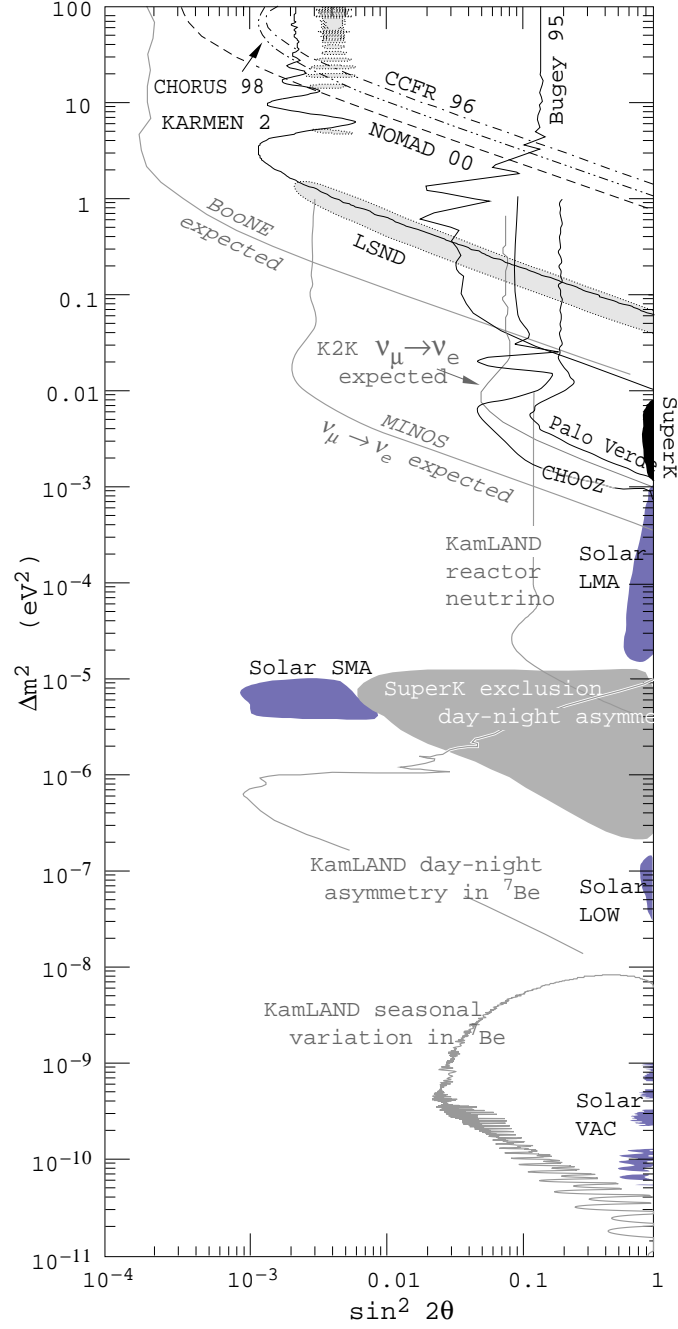 100
10
1
0.1
0.01
10⁻³
10⁻⁴
10⁻⁵
10⁻⁶
10⁻⁷
10⁻⁸
10⁻⁹
10⁻¹⁰
10⁻¹¹
Δm² (eV²)
CHORUS 98
KARMEN 2
CCFR 96
NOMAD 00
Bugey 95
BooNE
expected
LSND
K2K νμ→νe
expected
MINOS
νμ→νe expected
Palo Verde
CHOOZ
SuperK
KamLAND
reactor
neutrino
Solar
LMA
Solar SMA
SuperK exclusion
day-night asymme
KamLAND day-night
asymmetry in ⁷Be
Solar
LOW
KamLAND seasonal
variation in ⁷Be
Solar
VAC
10⁻⁴
10⁻³
0.01
0.1
1
sin² 2θ